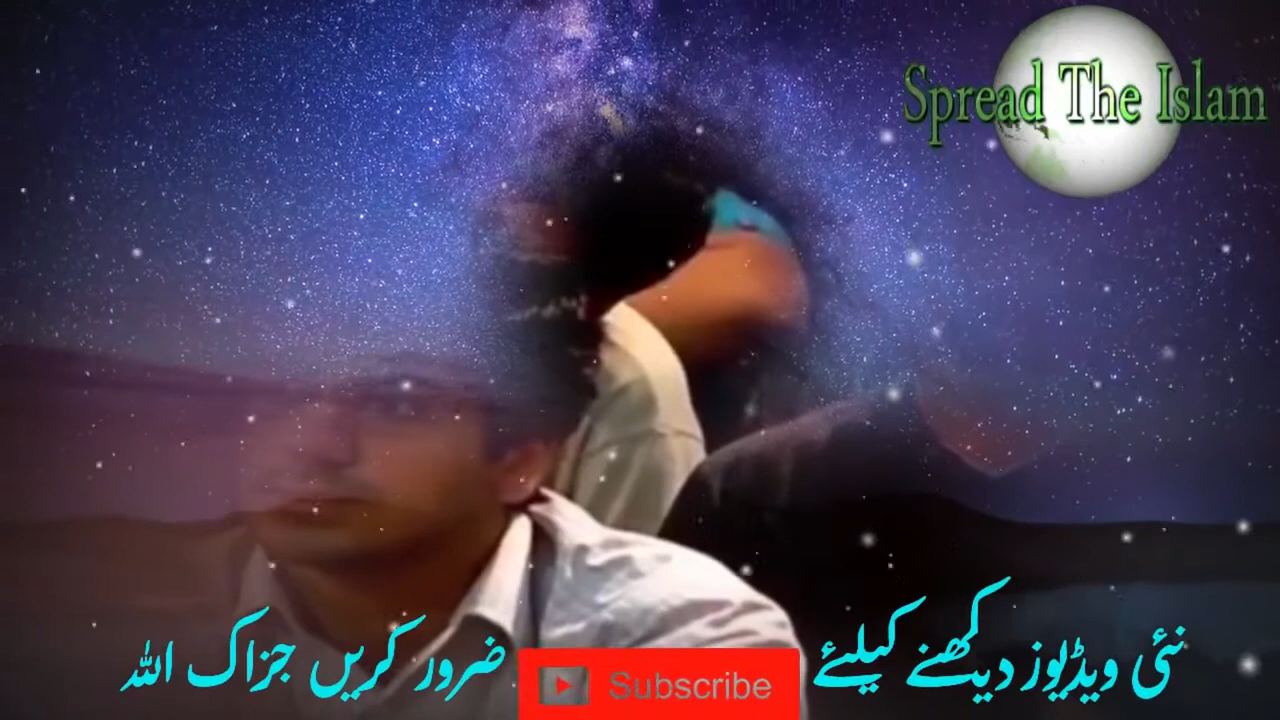 Spread The Islam
نئی ویڈیوز دیکھنے کیلئے Subscribe ضرور کریں جزاک اللہ